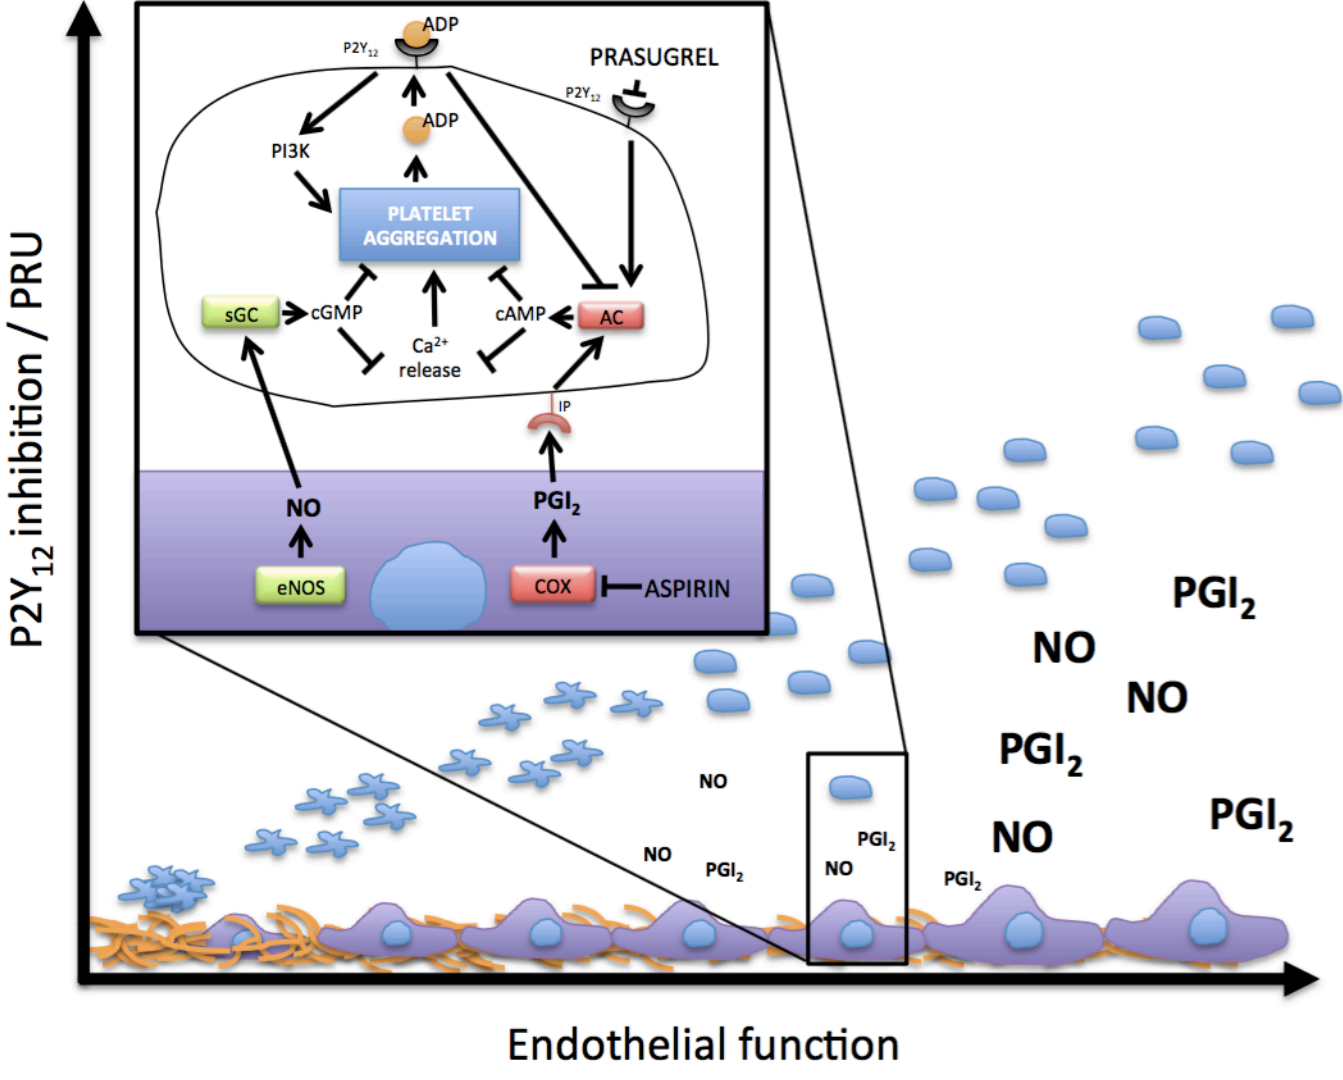 ADP
P2Y₁₂
PRASUGREL
P2Y₁₂
ADP
PI3K
PLATELET
AGGREGATION
sGC
cGMP
cAMP
AC
Ca²⁺
release
IP
NO
PGI₂
eNOS
COX
ASPIRIN
P2Y₁₂ inhibition / PRU
PGI₂
NO
NO
PGI₂
NO
PGI₂
NO
PGI₂
NO
NO
PGI₂
PGI₂
Endothelial function